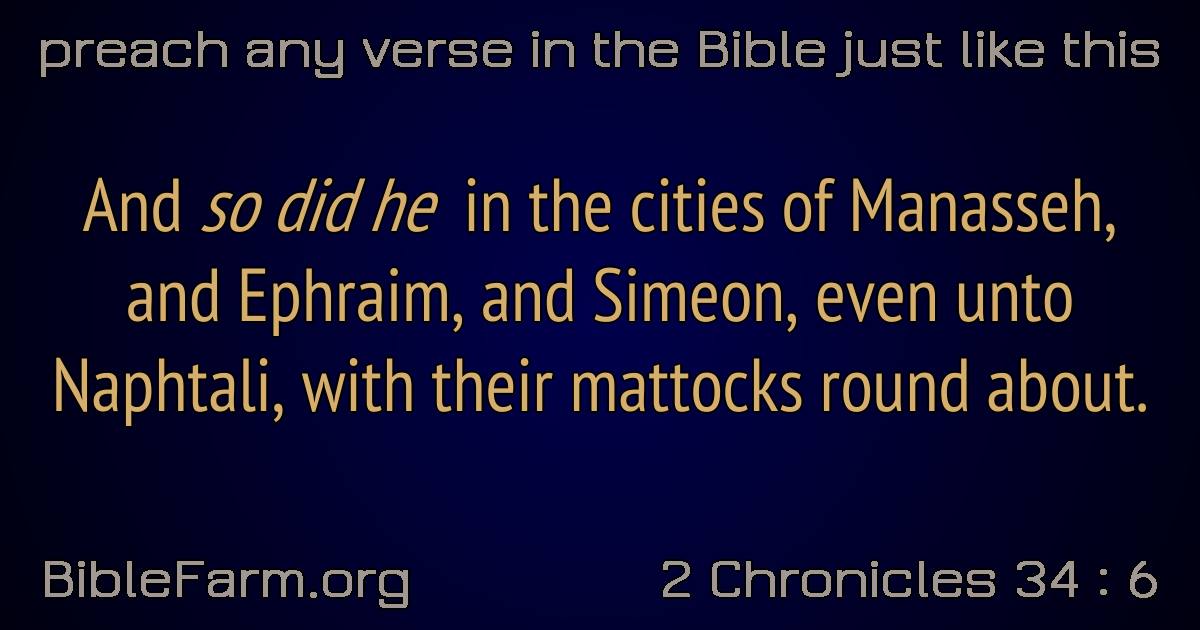 preach any verse in the Bible just like this
And so did he in the cities of Manasseh,
and Ephraim, and Simeon, even unto
Naphtali, with their mattocks round about.
BibleFarm.org
2 Chronicles 34 : 6